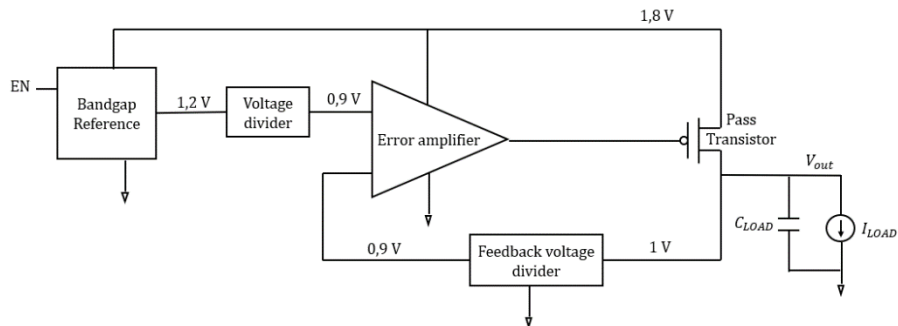 1,8 V
EN
Bandgap
Reference
1,2 V
Voltage
divider
0,9 V
Error amplifier
Pass
Transistor
V_out
C_LOAD
I_LOAD
0,9 V
Feedback voltage
divider
1 V